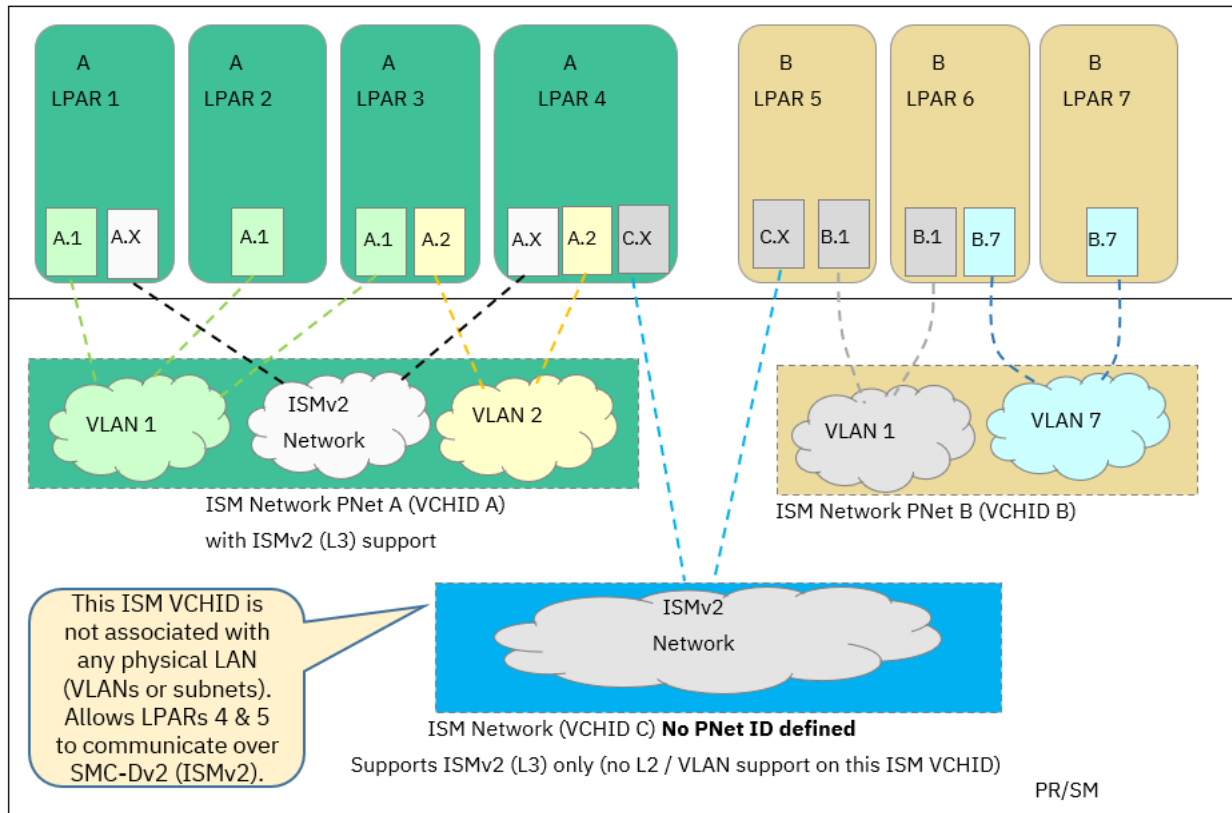 A
LPAR 1
A
LPAR 2
A
LPAR 3
A
LPAR 4
B
LPAR 5
B
LPAR 6
B
LPAR 7
A.1
A.X
A.1
A.1
A.2
A.X
A.2
C.X
C.X
B.1
B.1
B.7
B.7
VLAN 1
ISMv2
Network
VLAN 2
VLAN 1
VLAN 7
ISM Network PNet A (VCHID A)
with ISMv2 (L3) support
ISM Network PNet B (VCHID B)
This ISM VCHID is
not associated with
any physical LAN
(VLANs or subnets).
Allows LPARs 4 & 5
to communicate over
SMC-Dv2 (ISMv2).
ISMv2
Network
ISM Network (VCHID C) No PNet ID defined
Supports ISMv2 (L3) only (no L2 / VLAN support on this ISM VCHID)
PR/SM